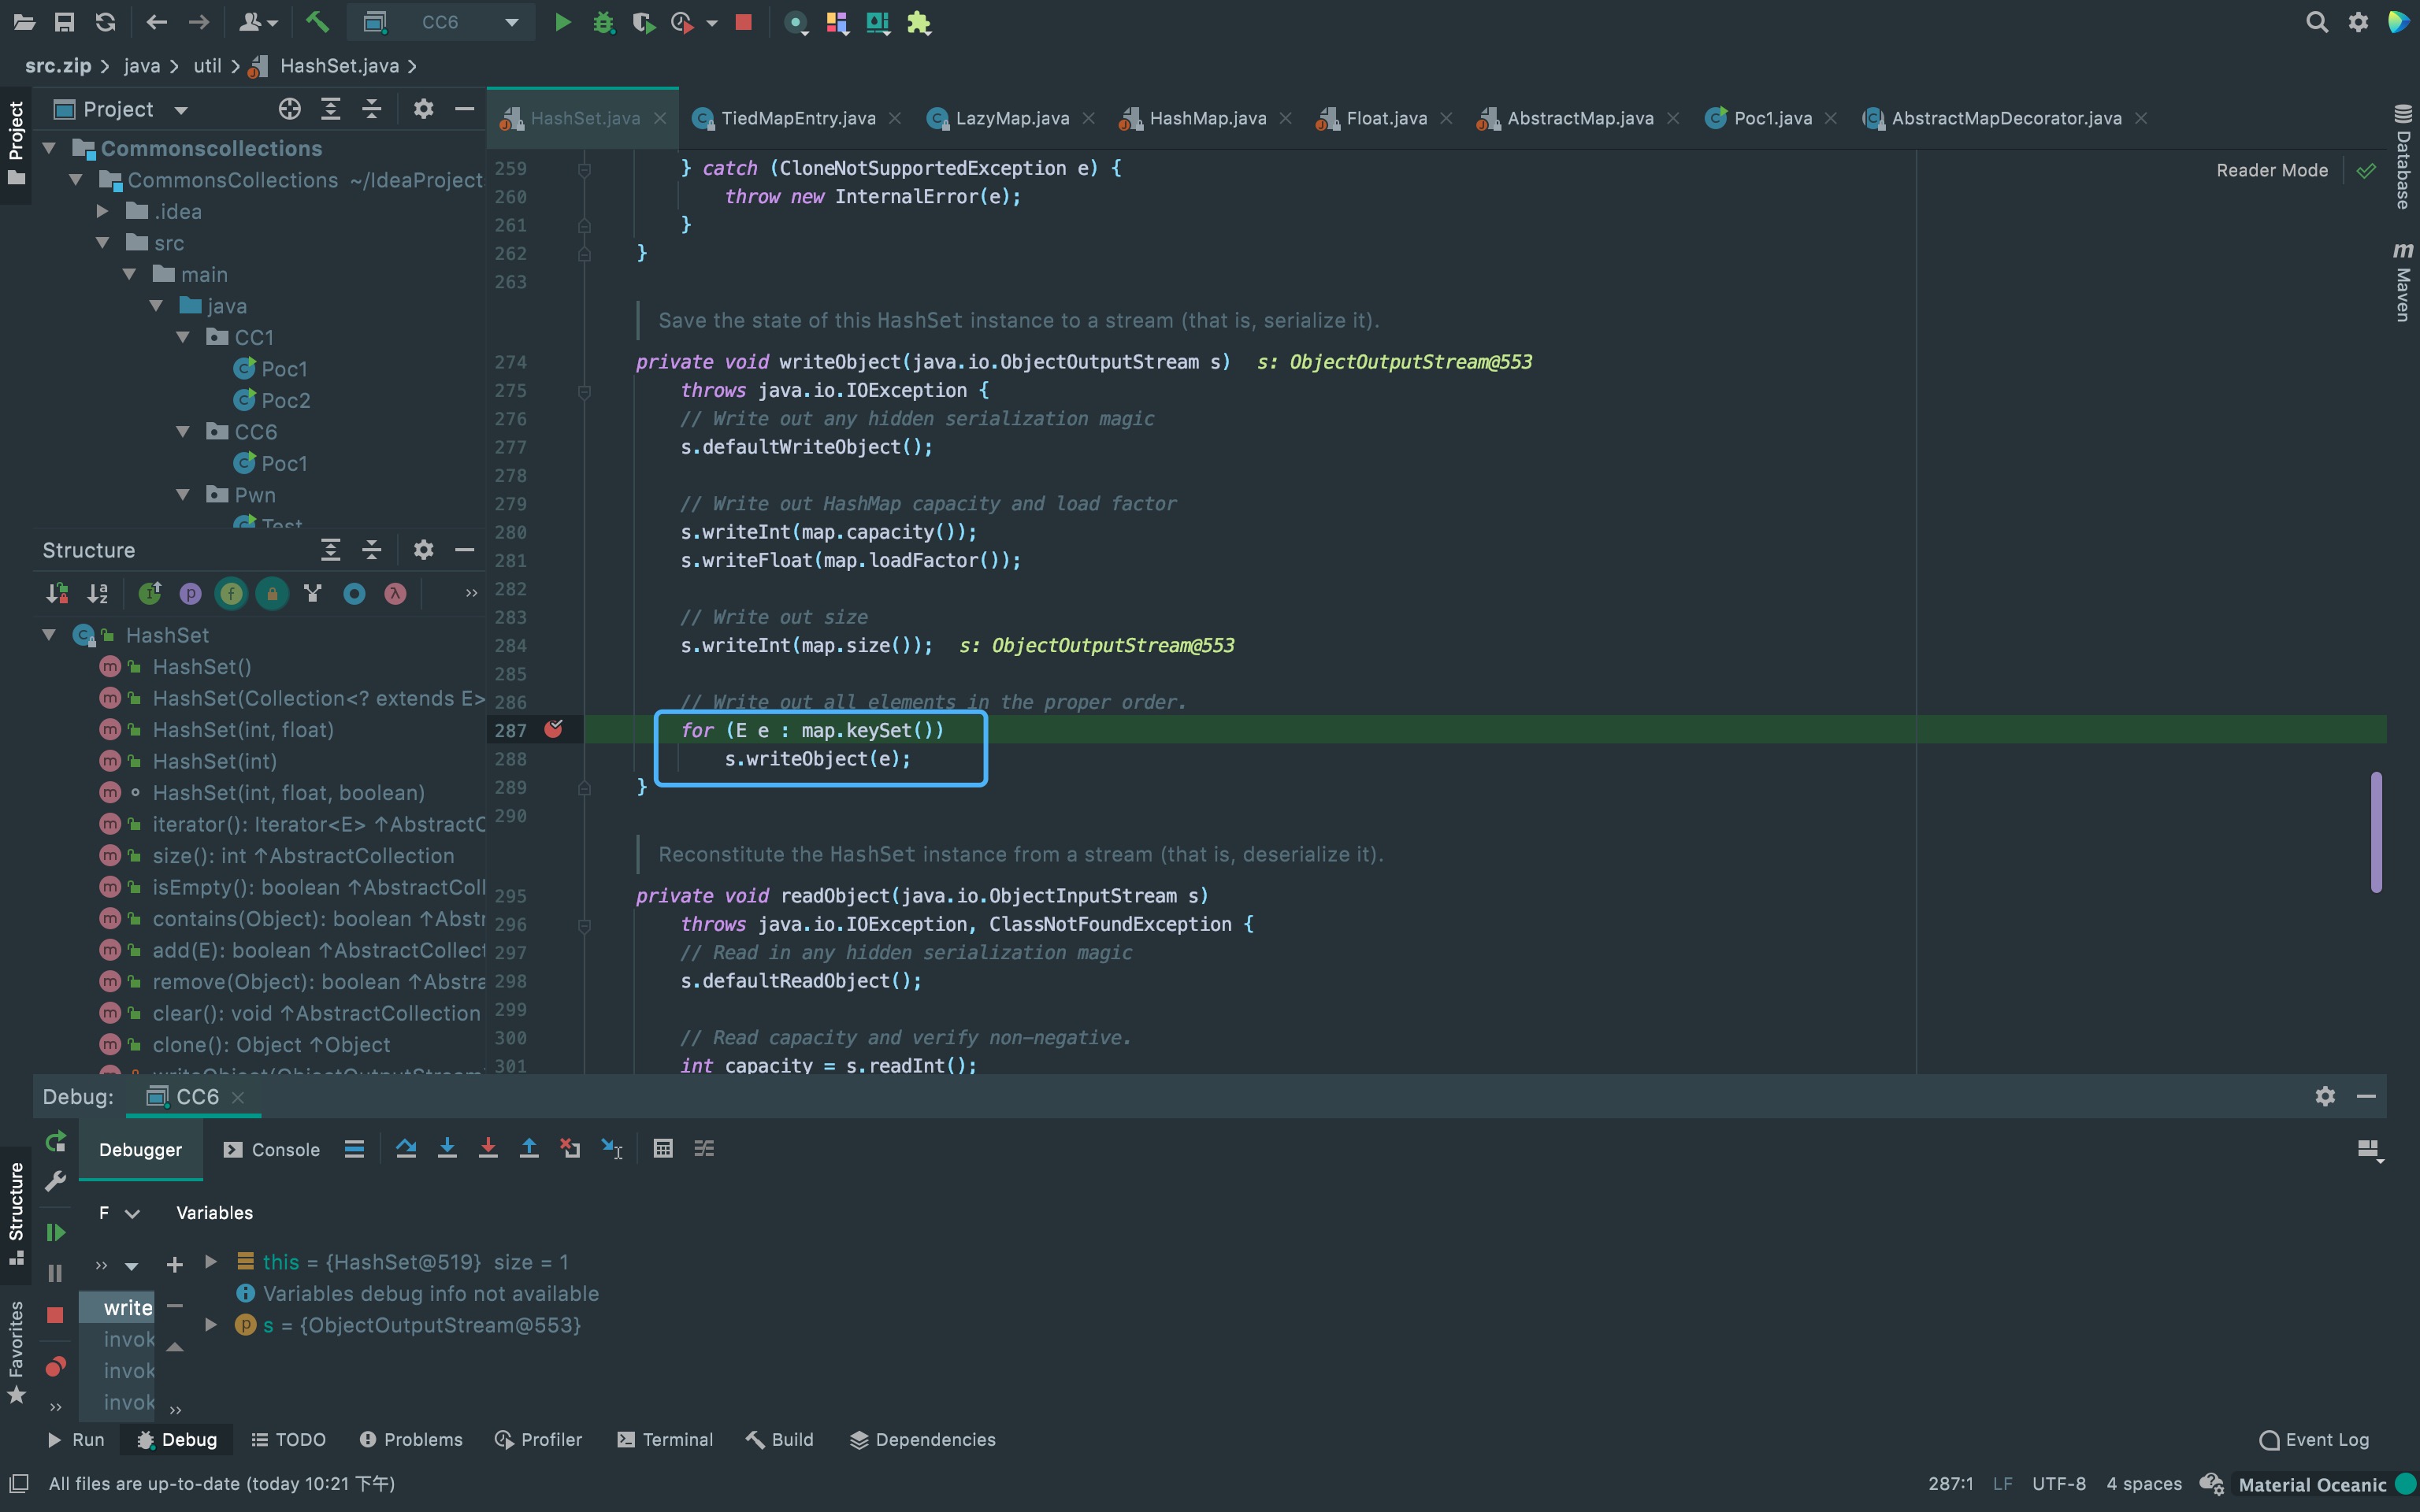 CC6
src.zip > java > util > HashSet.java >
Project
HashSet.java
TiedMapEntry.java
LazyMap.java
HashMap.java
Float.java
AbstractMap.java
Poc1.java
AbstractMapDecorator.java
Project
Commonscollections
CommonsCollections ~/IdeaProject
.idea
src
main
java
CC1
Poc1
Poc2
CC6
Poc1
Pwn
Test
Structure
HashSet
HashSet()
HashSet(Collection<? extends E>
HashSet(int, float)
HashSet(int)
HashSet(int, float, boolean)
iterator(): Iterator<E> ↑AbstractC
size(): int ↑AbstractCollection
isEmpty(): boolean ↑AbstractColl
contains(Object): boolean ↑Abstr
add(E): boolean ↑AbstractCollect
remove(Object): boolean ↑Abstra
clear(): void ↑AbstractCollection
clone(): Object ↑Object
writeObject(ObjectOutputStream
Reader Mode
259 } catch (CloneNotSupportedException e) {
260 throw new InternalError(e);
261 }
262 }
263
Save the state of this HashSet instance to a stream (that is, serialize it).
274 private void writeObject(java.io.ObjectOutputStream s) s: ObjectOutputStream@553
275 throws java.io.IOException {
276 // Write out any hidden serialization magic
277 s.defaultWriteObject();
278
279 // Write out HashMap capacity and load factor
280 s.writeInt(map.capacity());
281 s.writeFloat(map.loadFactor());
282
283 // Write out size
284 s.writeInt(map.size()); s: ObjectOutputStream@553
285
286 // Write out all elements in the proper order.
287 for (E e : map.keySet())
288 s.writeObject(e);
289 }
290
Reconstitute the HashSet instance from a stream (that is, deserialize it).
295 private void readObject(java.io.ObjectInputStream s)
296 throws java.io.IOException, ClassNotFoundException {
297 // Read in any hidden serialization magic
298 s.defaultReadObject();
299
300 // Read capacity and verify non-negative.
301 int capacity = s.readInt();
Database
Maven
Debug: CC6
Debugger
Console
F
Variables
this = {HashSet@519} size = 1
Variables debug info not available
s = {ObjectOutputStream@553}
write
invok
invok
invok
Structure
Favorites
Run
Debug
TODO
Problems
Profiler
Terminal
Build
Dependencies
Event Log
All files are up-to-date (today 10:21 下午)
287:1 LF UTF-8 4 spaces Material Oceanic